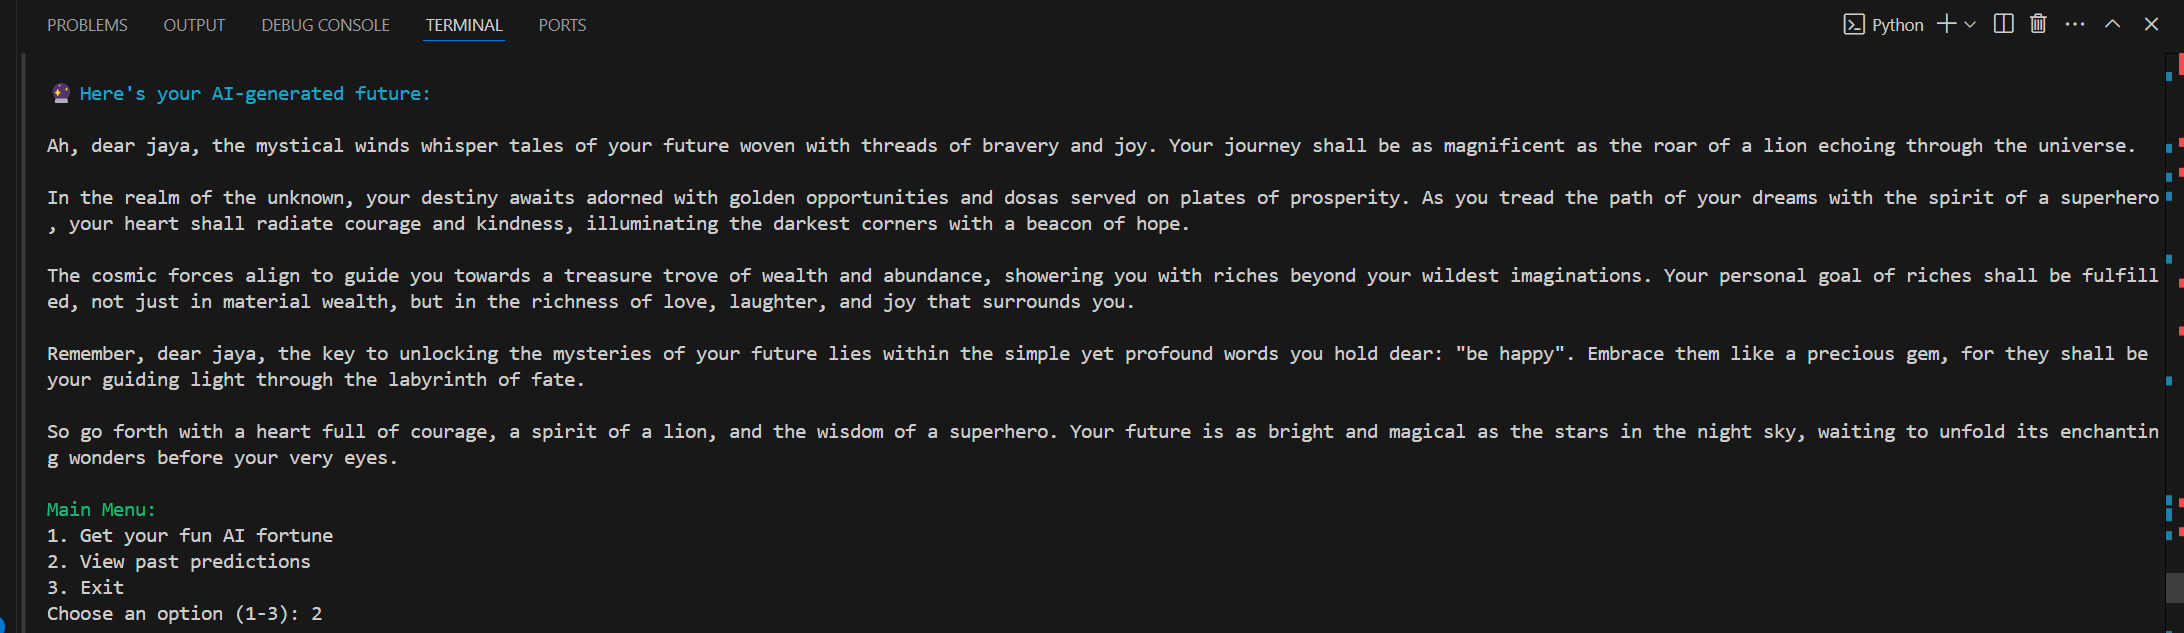 PROBLEMS OUTPUT DEBUG CONSOLE TERMINAL PORTS Python
Here's your AI-generated future:
Ah, dear jaya, the mystical winds whisper tales of your future woven with threads of bravery and joy. Your journey shall be as magnificent as the roar of a lion echoing through the universe.
In the realm of the unknown, your destiny awaits adorned with golden opportunities and dosas served on plates of prosperity. As you tread the path of your dreams with the spirit of a superhero
, your heart shall radiate courage and kindness, illuminating the darkest corners with a beacon of hope.
The cosmic forces align to guide you towards a treasure trove of wealth and abundance, showering you with riches beyond your wildest imaginations. Your personal goal of riches shall be fulfill
ed, not just in material wealth, but in the richness of love, laughter, and joy that surrounds you.
Remember, dear jaya, the key to unlocking the mysteries of your future lies within the simple yet profound words you hold dear: "be happy". Embrace them like a precious gem, for they shall be
your guiding light through the labyrinth of fate.
So go forth with a heart full of courage, a spirit of a lion, and the wisdom of a superhero. Your future is as bright and magical as the stars in the night sky, waiting to unfold its enchantin
g wonders before your very eyes.
Main Menu:
1. Get your fun AI fortune
2. View past predictions
3. Exit
Choose an option (1-3): 2